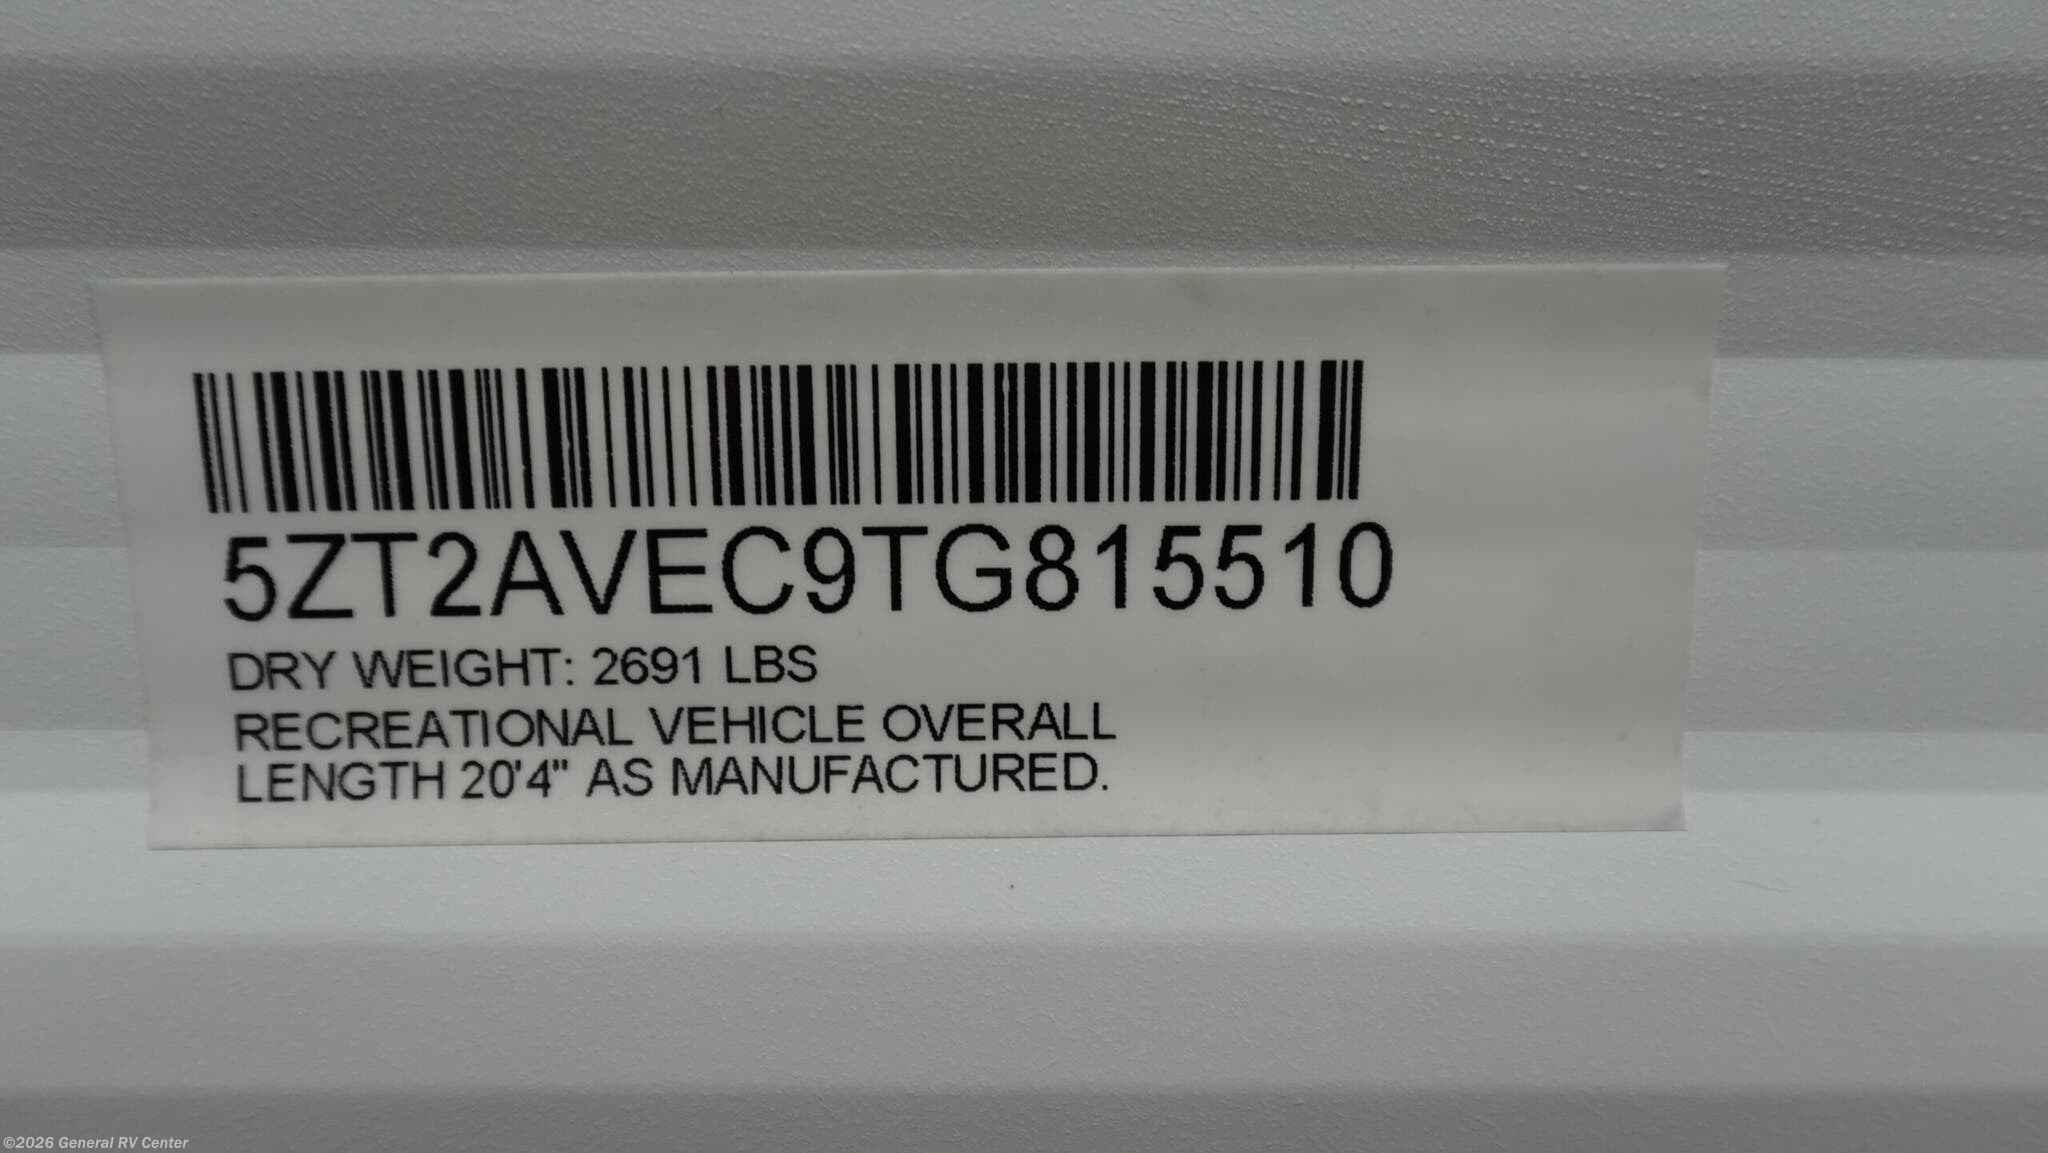 5ZT2AVEC9TG815510
DRY WEIGHT: 2691 LBS
RECREATIONAL VEHICLE OVERALL
LENGTH 20'4" AS MANUFACTURED.
©2026 General RV Center